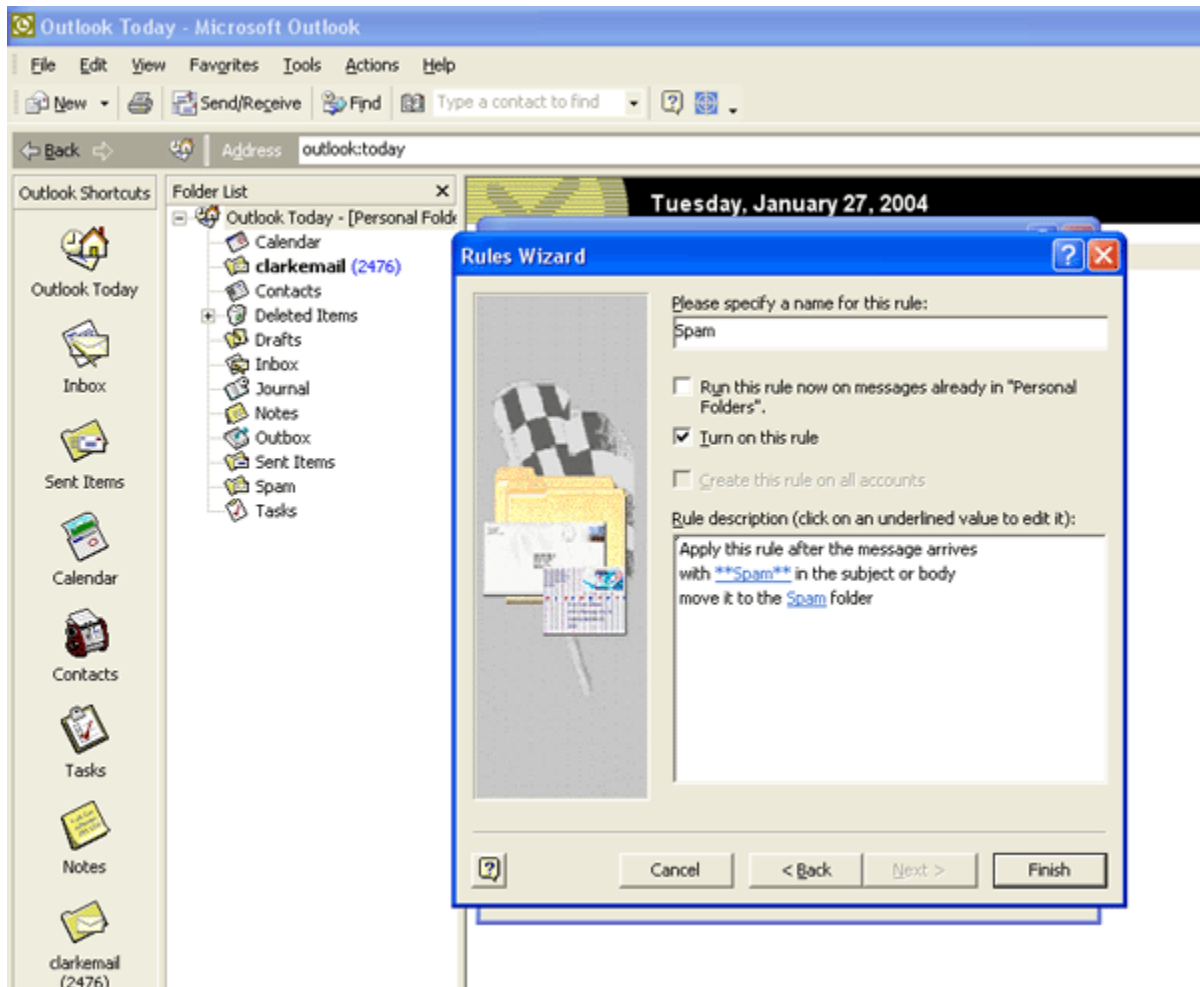 Outlook Today - Microsoft Outlook
File Edit View Favorites Tools Actions Help
New Send/Receive Find Type a contact to find
Back Address outlook:today
Outlook Shortcuts
Outlook Today
Inbox
Sent Items
Calendar
Contacts
Tasks
Notes
clarkemail
(2476)
Folder List
Outlook Today - [Personal Folde
Calendar
clarkemail (2476)
Contacts
Deleted Items
Drafts
Inbox
Journal
Notes
Outbox
Sent Items
Spam
Tasks
Tuesday, January 27, 2004
Rules Wizard
Please specify a name for this rule:
Spam
Run this rule now on messages already in "Personal
Folders".
Turn on this rule
Create this rule on all accounts
Rule description (click on an underlined value to edit it):
Apply this rule after the message arrives
with **Spam** in the subject or body
move it to the Spam folder
Cancel < Back Next > Finish